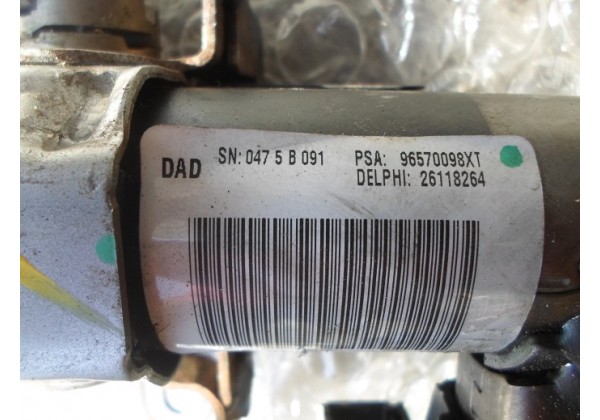 DAD SN: 047 5 B 091 PSA: 96570098XT
DELPHI: 26118264